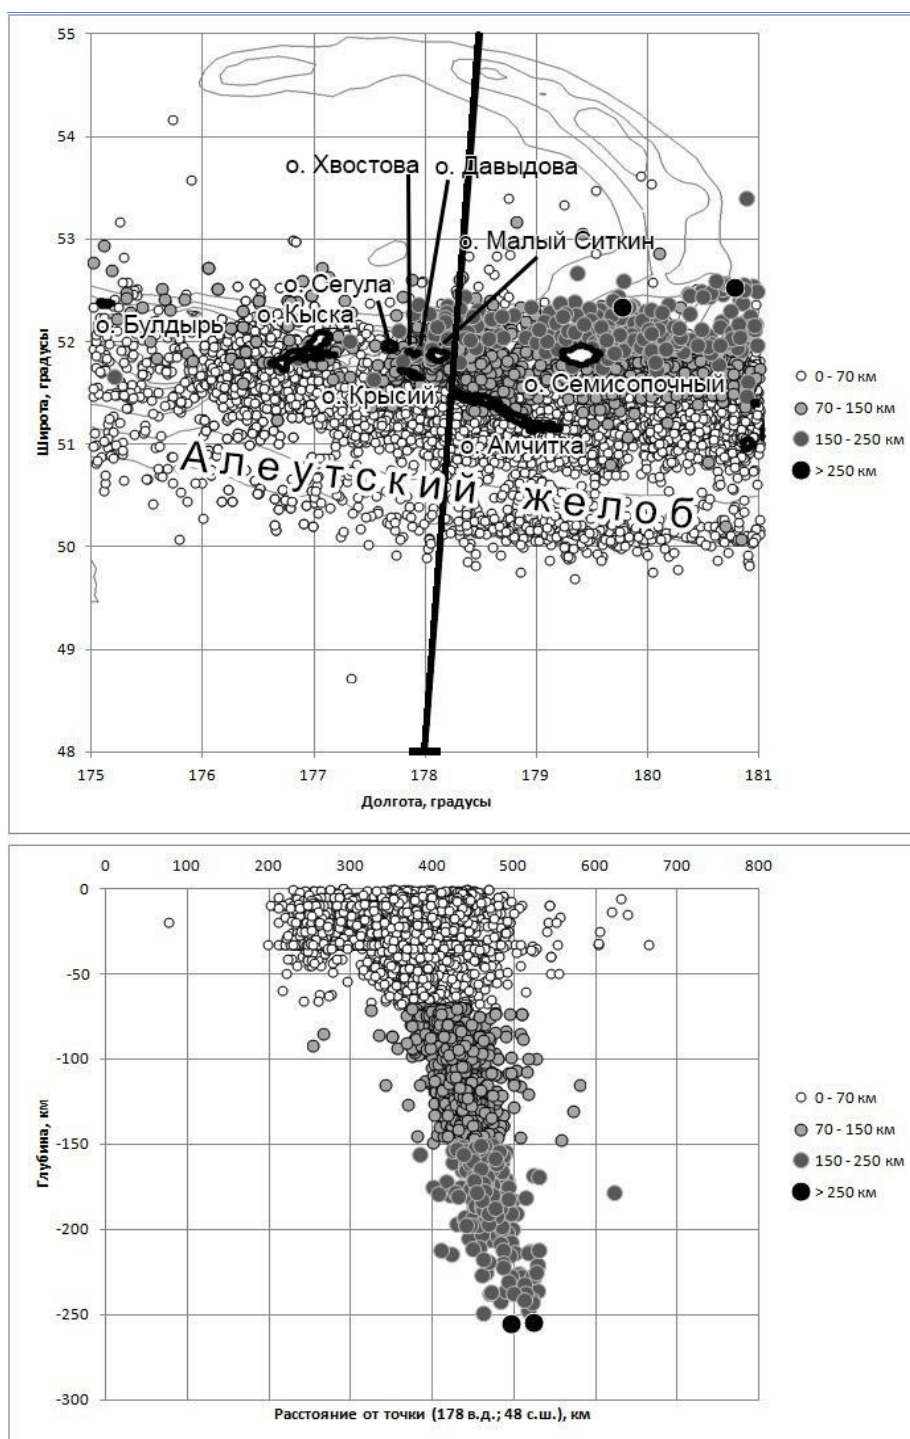 55
54
о. Хвостова
о. Давыдова
53
о. Малый Ситкин
о. Сегула
о. Кыска
52
о. Булдырь
о. Семисопочный
о. Крысий
51
о. Амчитка
Алеутский желоб
50
49
48
175 176 177 178 179 180 181
Долгота, градусы
Широта, градусы
0 - 70 км
70 - 150 км
150 - 250 км
> 250 км
0 100 200 300 400 500 600 700 800
0
-50
-100
-150
-200
-250
-300
Глубина, км
Расстояние от точки (178 в.д.; 48 с.ш.), км
0 - 70 км
70 - 150 км
150 - 250 км
> 250 км